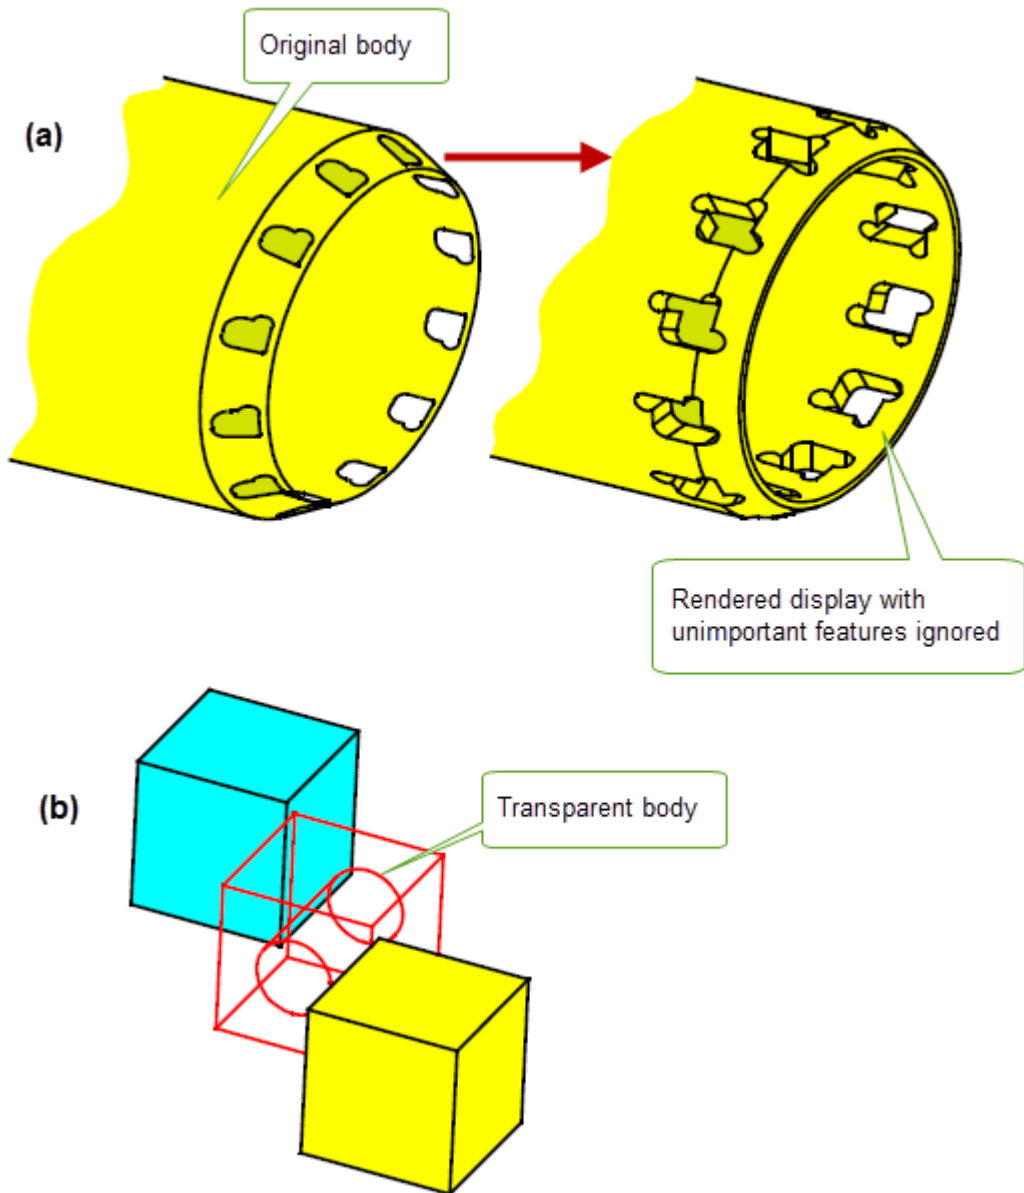 Original body
(a)
Rendered display with
unimportant features ignored
(b)
Transparent body